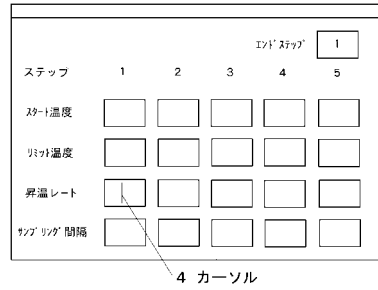 エンドステップ 1
ステップ 1 2 3 4 5
スタート温度
リミット温度
昇温レート
サンプリング間隔
4 カーソル